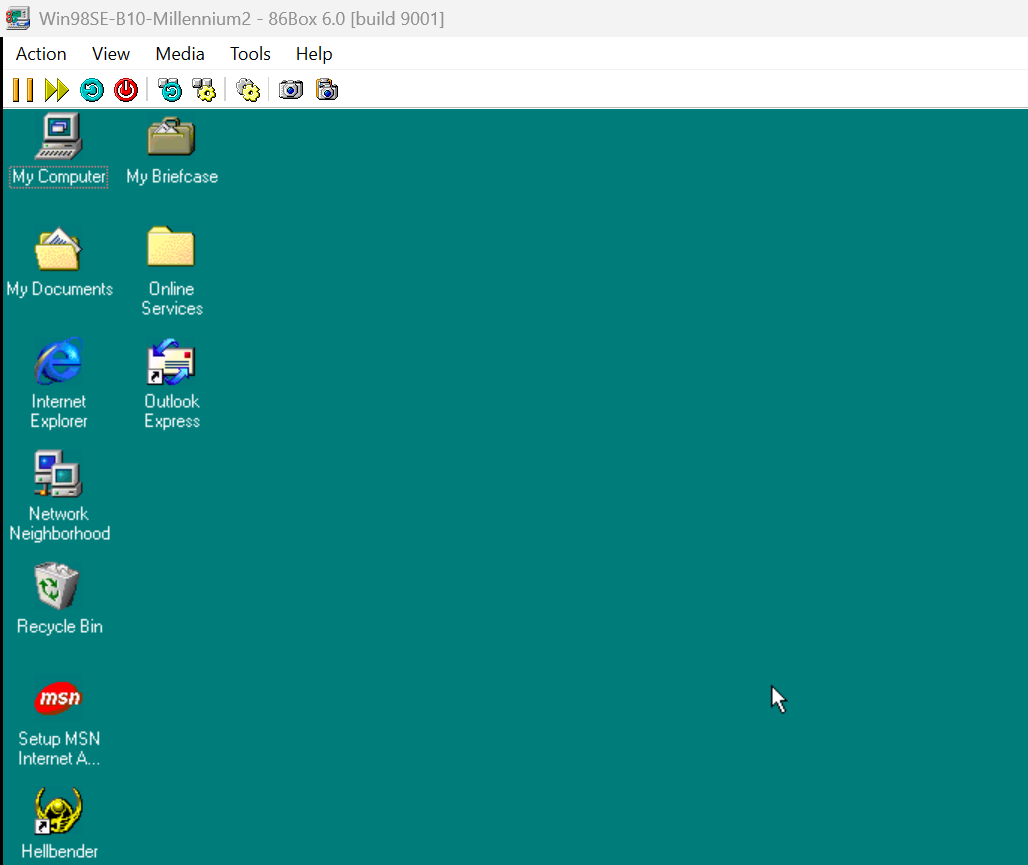 Win98SE-B10-Millennium2 - 86Box 6.0 [build 9001]
Action View Media Tools Help
My Computer
My Briefcase
My Documents
Online
Services
Internet
Explorer
Outlook
Express
Network
Neighborhood
Recycle Bin
msn
Setup MSN
Internet A...
Hellbender